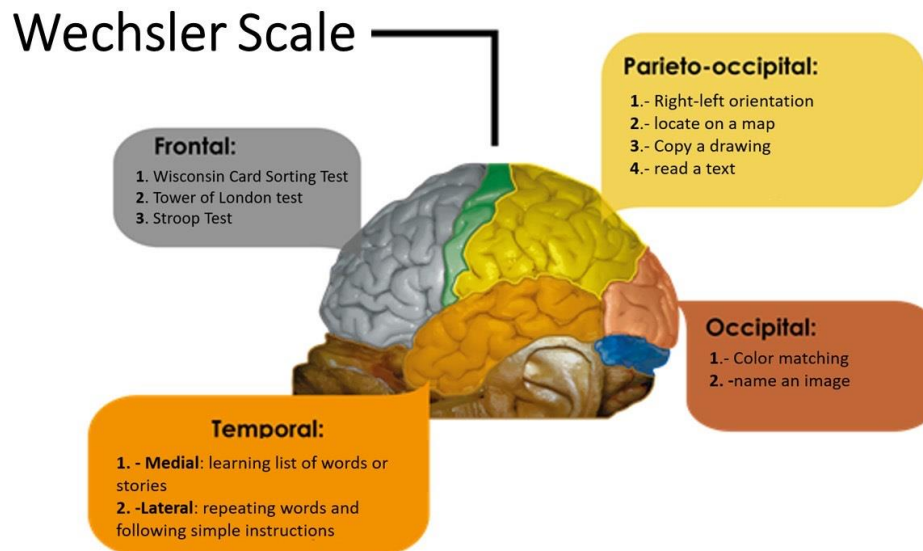 Wechsler Scale
Frontal:
1. Wisconsin Card Sorting Test
2. Tower of London test
3. Stroop Test
Parieto-occipital:
1.- Right-left orientation
2.- locate on a map
3.- Copy a drawing
4.- read a text
Occipital:
1.- Color matching
2. -name an image
Temporal:
1. - Medial: learning list of words or
stories
2. -Lateral: repeating words and
following simple instructions